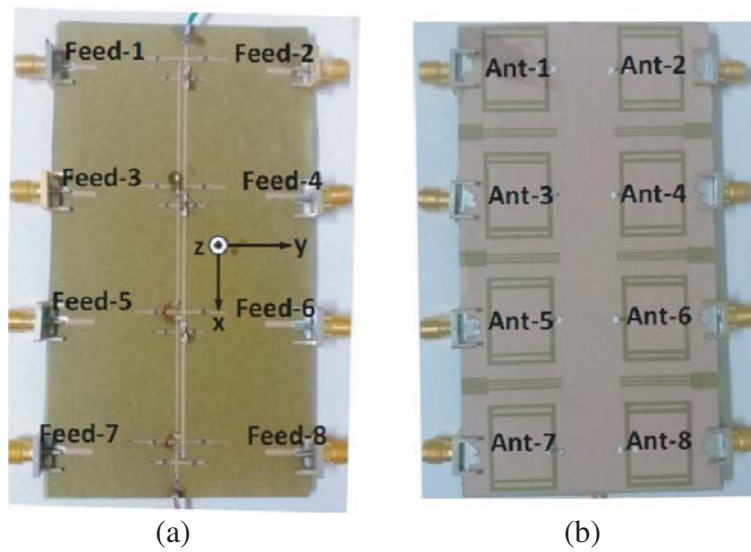 Feed-1 Feed-2
Feed-3 Feed-4
z y
x
Feed-5 Feed-6
Feed-7 Feed-8
(a)
Ant-1 Ant-2
Ant-3 Ant-4
Ant-5 Ant-6
Ant-7 Ant-8
(b)